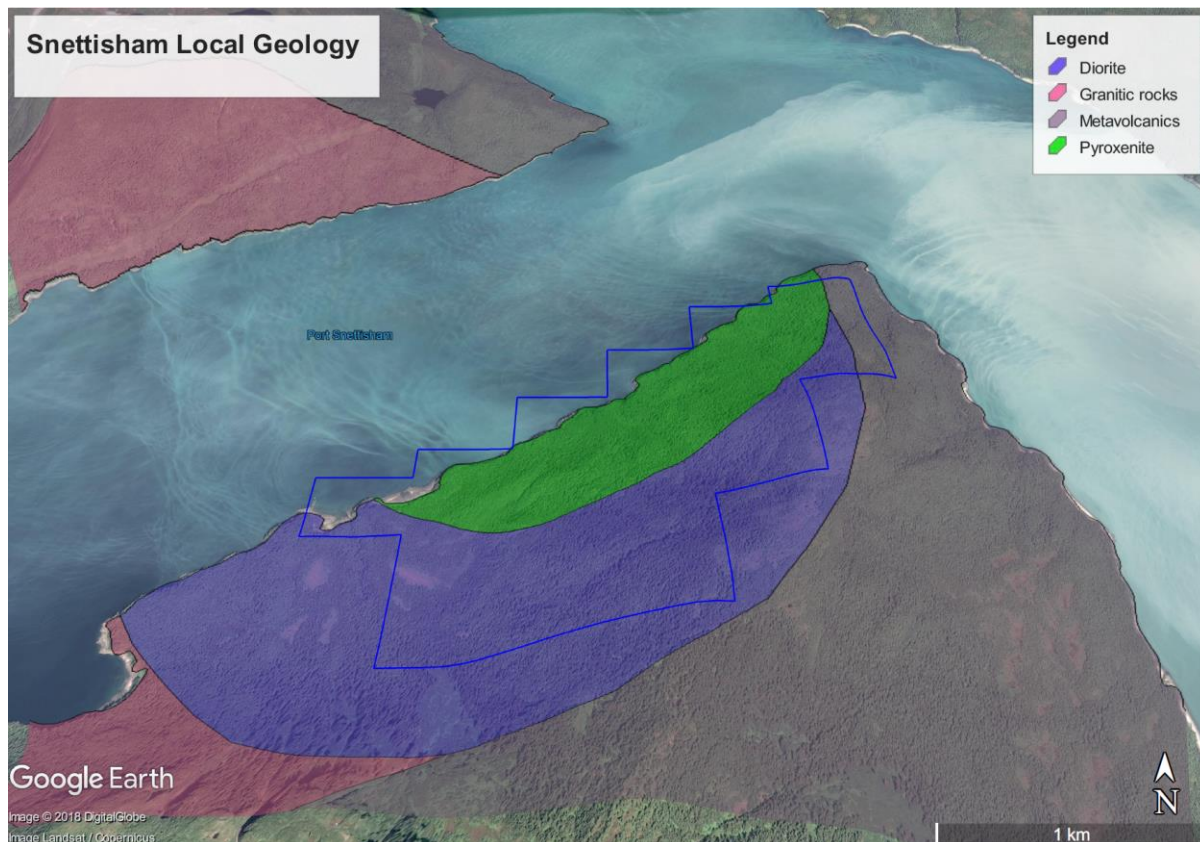 Snettisham Local Geology
Legend
Diorite
Granitic rocks
Metavolcanics
Pyroxenite
Port Snettisham
Google Earth
Image © 2018 DigitalGlobe
Image Landsat / Copernicus
N
1 km